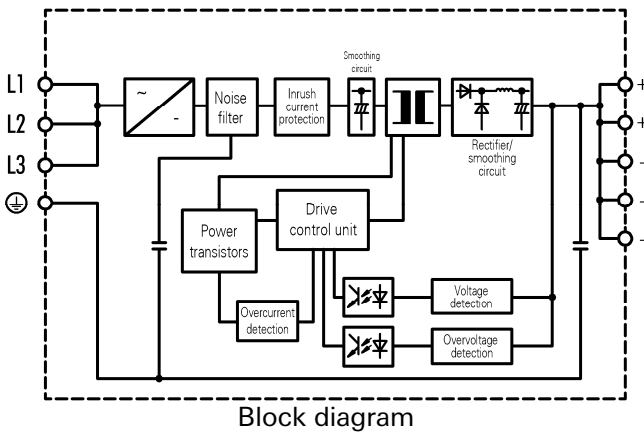 Smoothing
circuit
L1
L2
L3
~
-
Noise
filter
Inrush
current
protection
+
+
-
-
-
Rectifier/
smoothing
circuit
Power
transistors
Drive
control unit
Overcurrent
detection
Voltage
detection
Overvoltage
detection
Block diagram